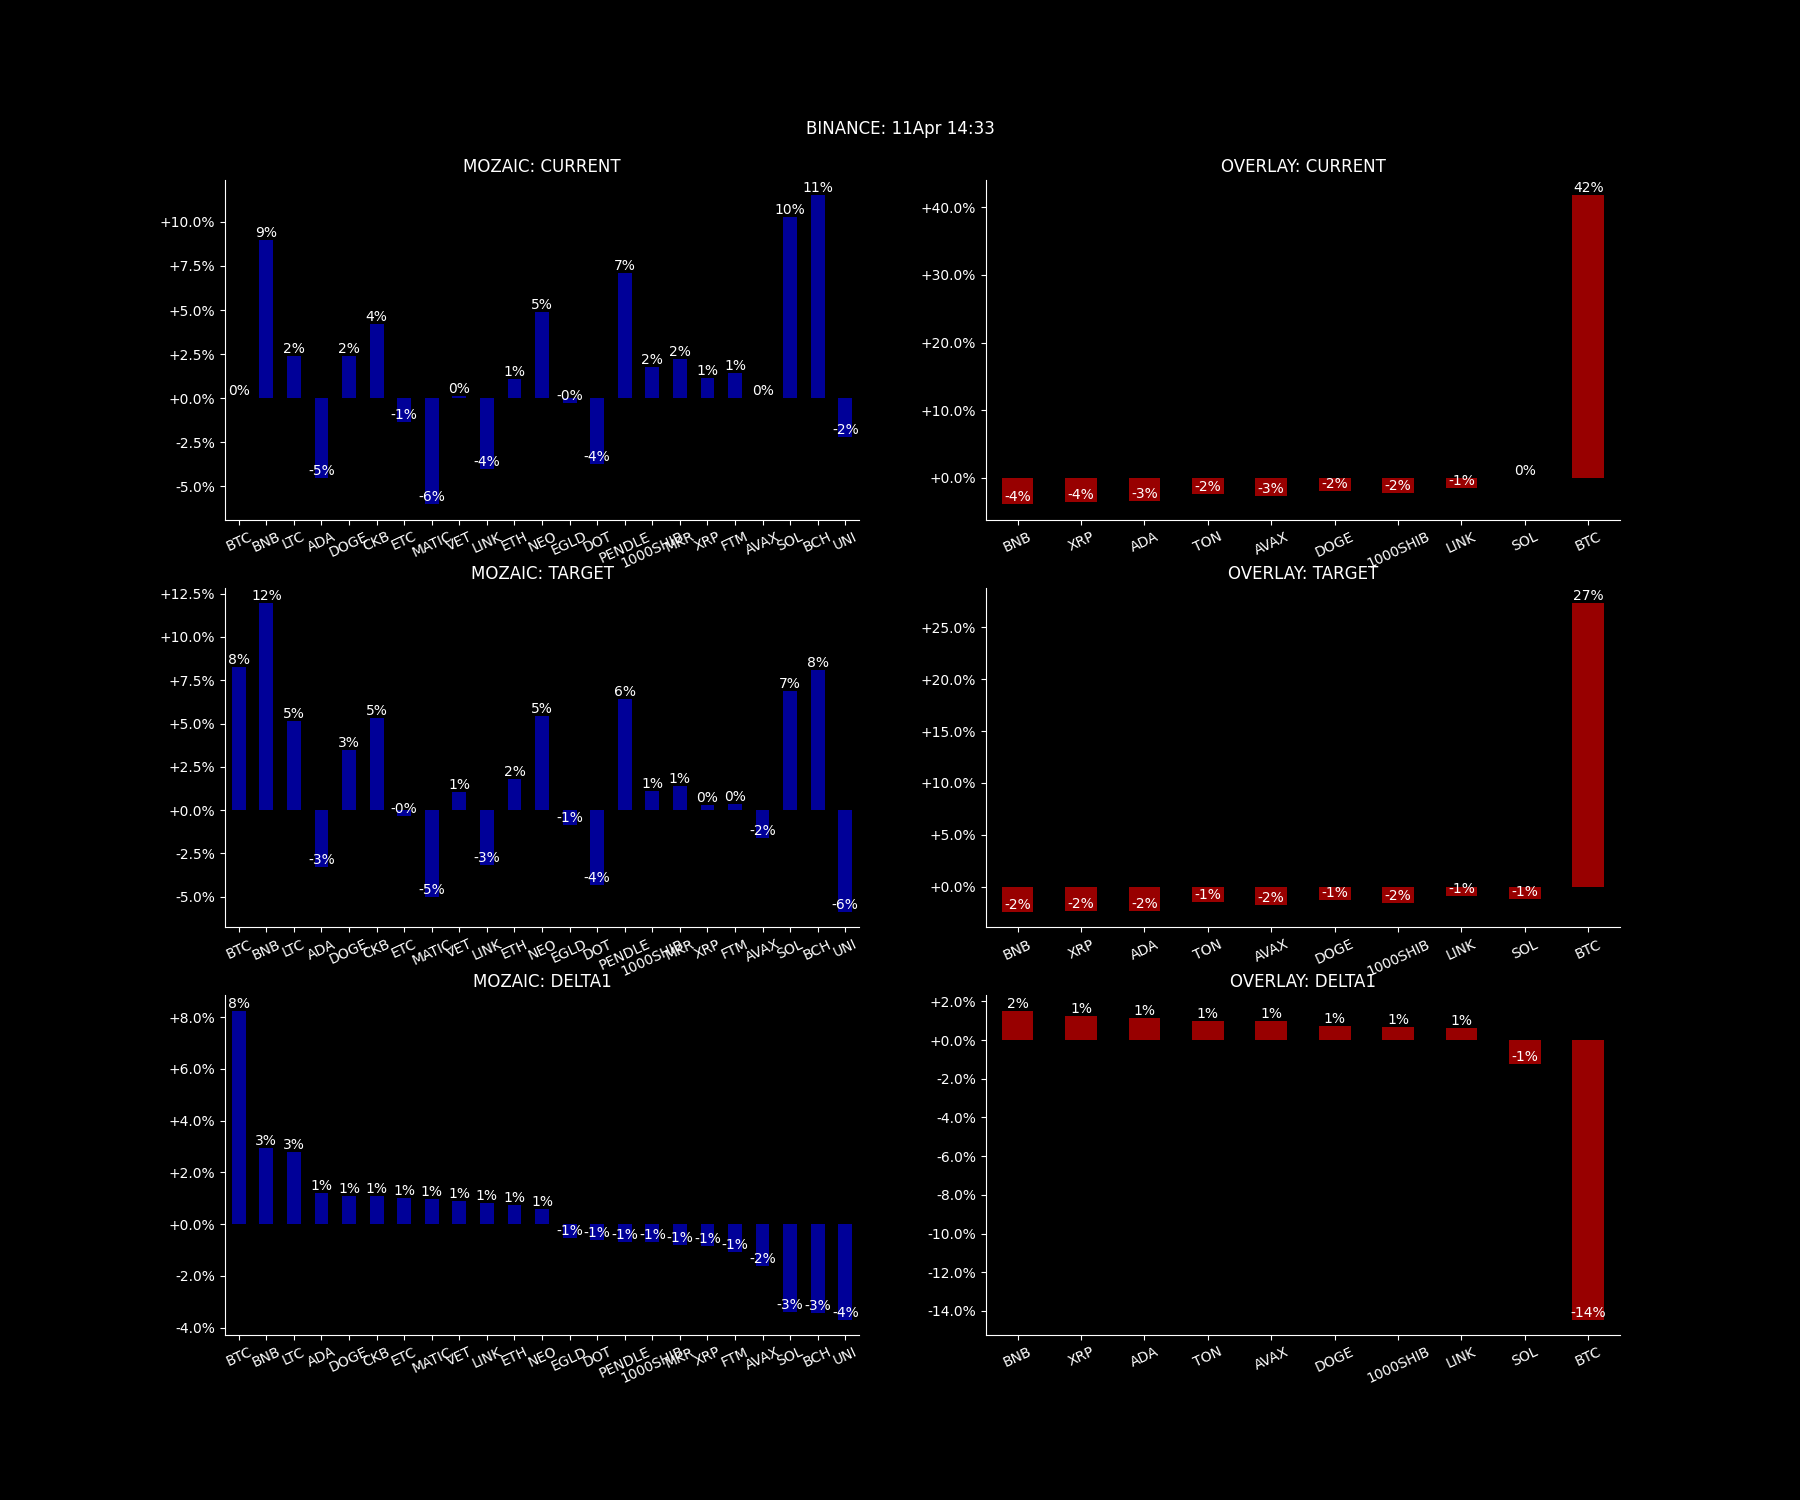 BINANCE: 11Apr 14:33
MOZAIC: CURRENT
+10.0%
+7.5%
+5.0%
+2.5%
+0.0%
-2.5%
-5.0%
0% 9% 2% -5% 2% 4% -1% -6% 0% -4% 1% 5% -0% -4% 7% 2% 2% 1% 1% 0% 10% 11% -2%
BTC BNB LTC ADA DOGE CKB ETC MATIC VET LINK ETH NEO EGLD DOT PENDLE 1000SHIB XRP FTM AVAX SOL BCH UNI
OVERLAY: CURRENT
+40.0%
+30.0%
+20.0%
+10.0%
+0.0%
-4% -4% -3% -2% -3% -2% -2% -1% 0% 42%
BNB XRP ADA TON AVAX DOGE 1000SHIB LINK SOL BTC
MOZAIC: TARGET
+12.5%
+10.0%
+7.5%
+5.0%
+2.5%
+0.0%
-2.5%
-5.0%
8% 12% 5% -3% 3% 5% -0% -5% 1% -3% 2% 5% -1% -4% 6% 1% 1% 0% 0% -2% 7% 8% -6%
BTC BNB LTC ADA DOGE CKB ETC MATIC VET LINK ETH NEO EGLD DOT PENDLE 1000SHIB XRP FTM AVAX SOL BCH UNI
OVERLAY: TARGET
+25.0%
+20.0%
+15.0%
+10.0%
+5.0%
+0.0%
-2% -2% -2% -1% -2% -1% -2% -1% -1% 27%
BNB XRP ADA TON AVAX DOGE 1000SHIB LINK SOL BTC
MOZAIC: DELTA1
+8.0%
+6.0%
+4.0%
+2.0%
+0.0%
-2.0%
-4.0%
8% 3% 3% 1% 1% 1% 1% 1% 1% 1% 1% 1% -1% -1% -1% -1% -1% -1% -1% -2% -3% -3% -4%
BTC BNB LTC ADA DOGE CKB ETC MATIC VET LINK ETH NEO EGLD DOT PENDLE 1000SHIB XRP FTM AVAX SOL BCH UNI
OVERLAY: DELTA1
+2.0%
+0.0%
-2.0%
-4.0%
-6.0%
-8.0%
-10.0%
-12.0%
-14.0%
2% 1% 1% 1% 1% 1% 1% 1% -1% -14%
BNB XRP ADA TON AVAX DOGE 1000SHIB LINK SOL BTC